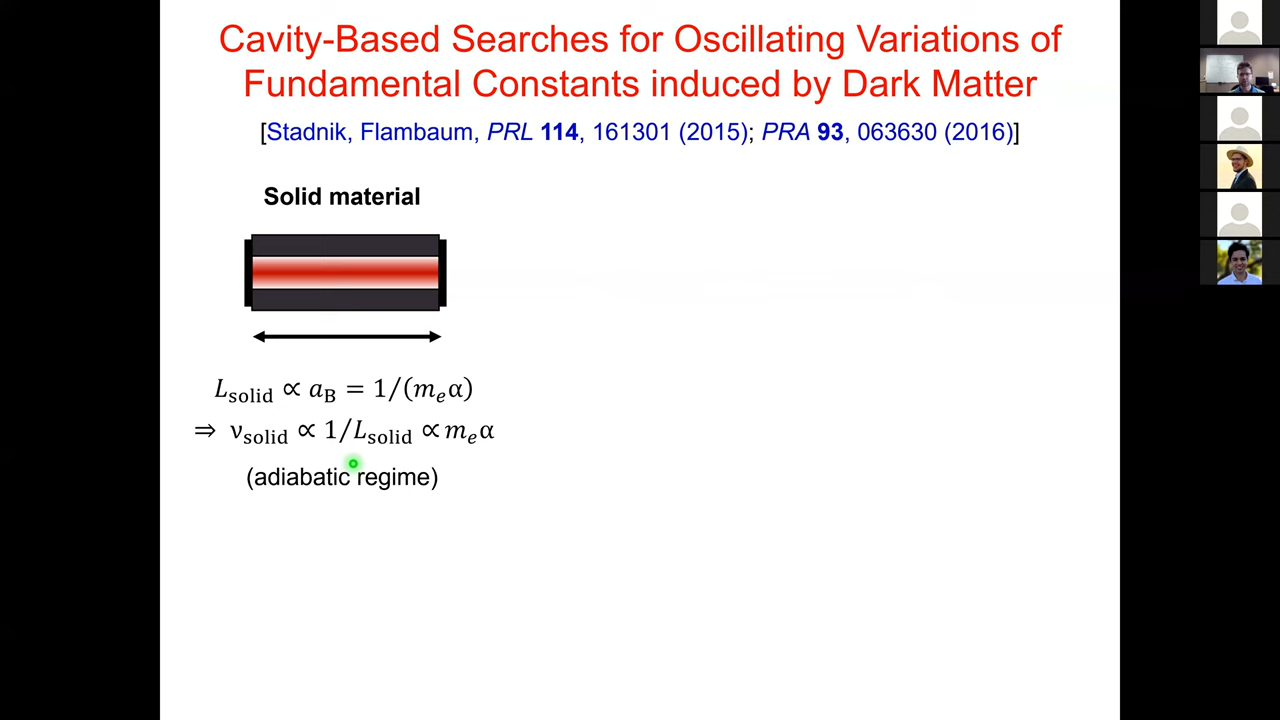 Cavity-Based Searches for Oscillating Variations of
Fundamental Constants induced by Dark Matter
[Stadnik, Flambaum, PRL 114, 161301 (2015); PRA 93, 063630 (2016)]
Solid material
L_solid ∝ a_B = 1/(m_e α)
⇒ ν_solid ∝ 1/L_solid ∝ m_e α
(adiabatic regime)